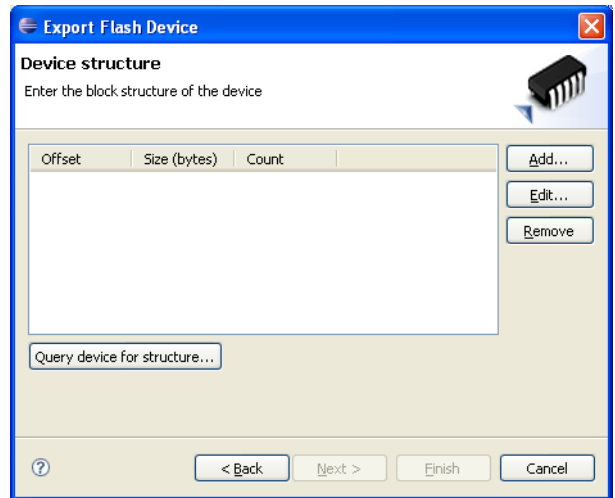 Export Flash Device
Device structure
Enter the block structure of the device
Offset Size (bytes) Count
Add...
Edit...
Remove
Query device for structure...
< Back Next > Finish Cancel